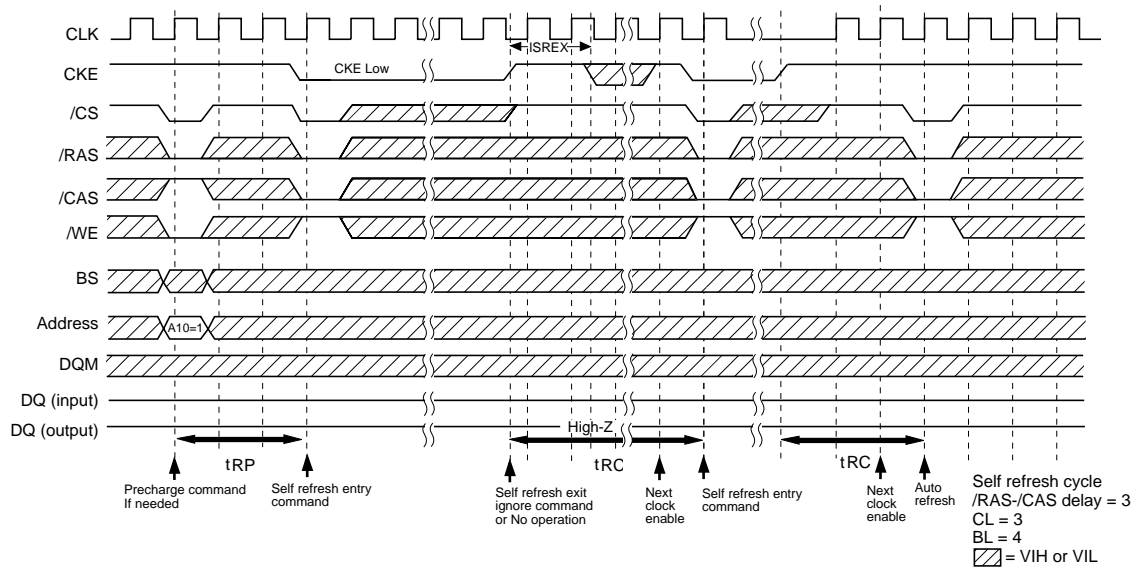 CLK
ISREX
CKE
CKE Low
/CS
/RAS
/CAS
/WE
BS
Address
A10=1
DQM
DQ (input)
DQ (output)
High-Z
tRP
tRC
tRC
Precharge command
If needed
Self refresh entry
command
Self refresh exit
ignore command
or No operation
Next
clock
enable
Self refresh entry
command
Next
clock
enable
Auto
refresh
Self refresh cycle
/RAS-/CAS delay = 3
CL = 3
BL = 4
= VIH or VIL